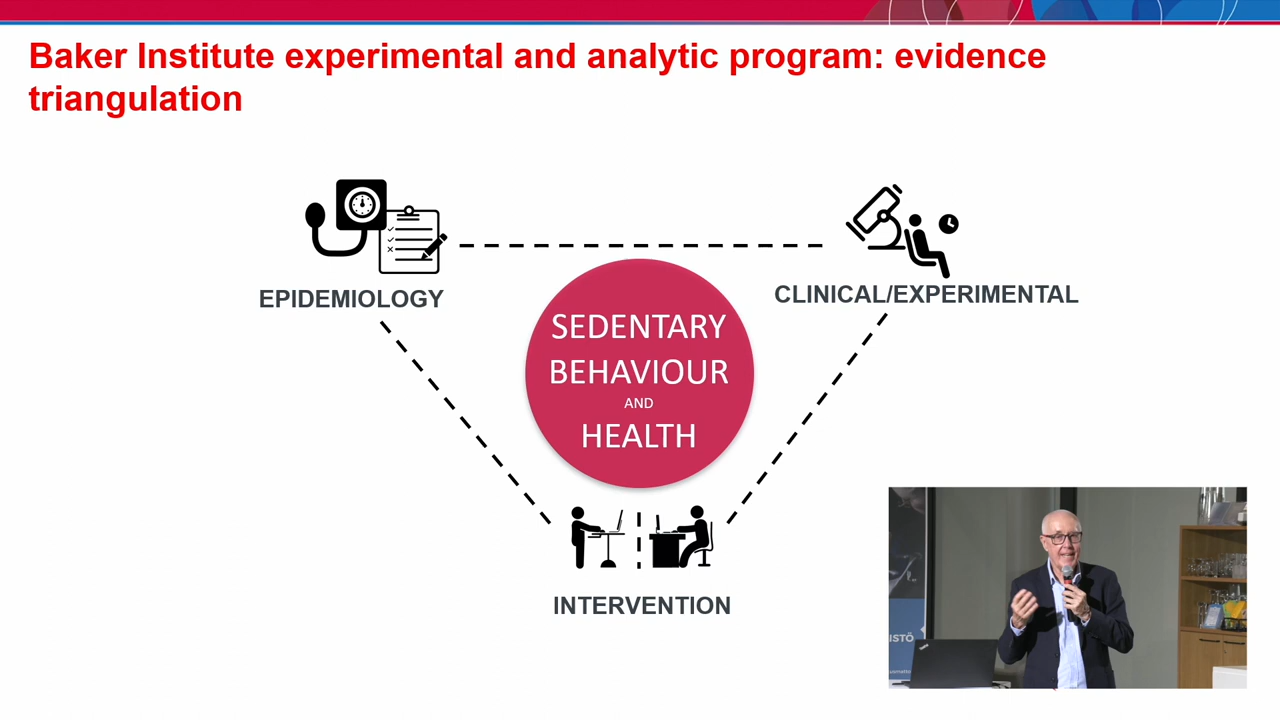 Baker Institute experimental and analytic program: evidence
triangulation
EPIDEMIOLOGY
CLINICAL/EXPERIMENTAL
SEDENTARY
BEHAVIOUR
AND
HEALTH
INTERVENTION